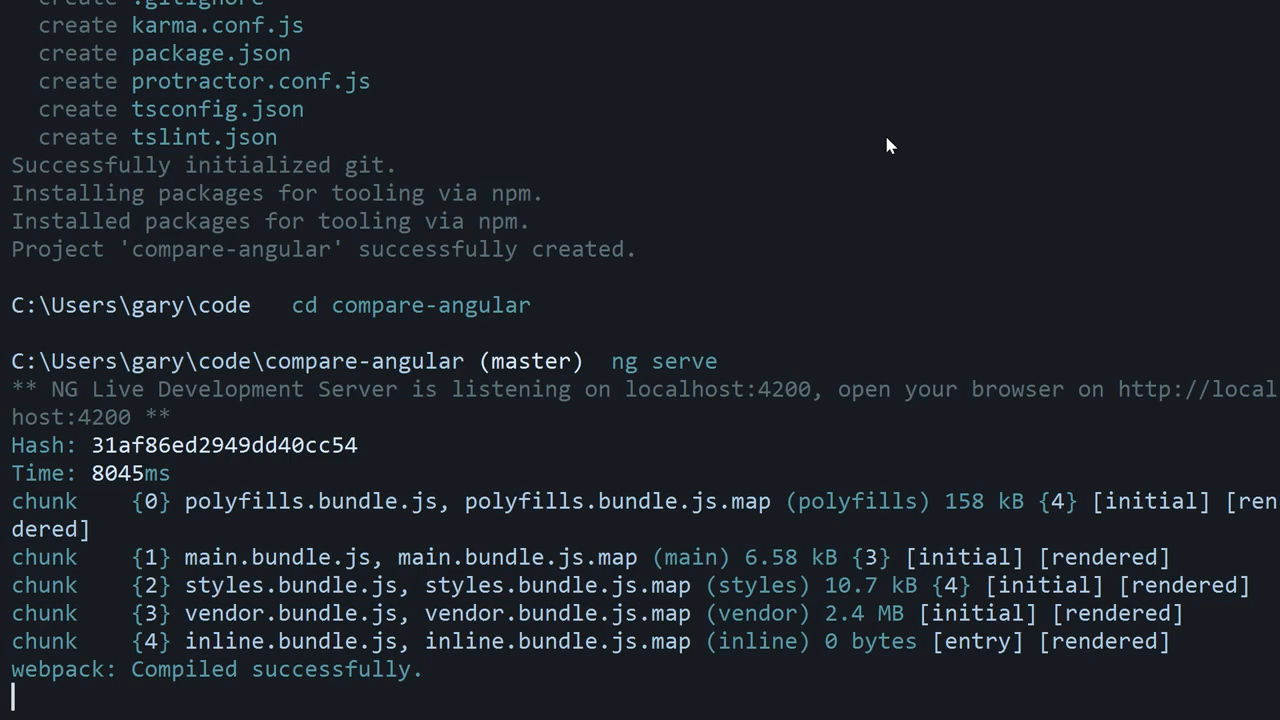 create .gitignore
create karma.conf.js
create package.json
create protractor.conf.js
create tsconfig.json
create tslint.json
Successfully initialized git.
Installing packages for tooling via npm.
Installed packages for tooling via npm.
Project 'compare-angular' successfully created.
C:\Users\gary\code cd compare-angular
C:\Users\gary\code\compare-angular (master) ng serve
** NG Live Development Server is listening on localhost:4200, open your browser on http://local
host:4200 **
Hash: 31af86ed2949dd40cc54
Time: 8045ms
chunk {0} polyfills.bundle.js, polyfills.bundle.js.map (polyfills) 158 kB {4} [initial] [ren
dered]
chunk {1} main.bundle.js, main.bundle.js.map (main) 6.58 kB {3} [initial] [rendered]
chunk {2} styles.bundle.js, styles.bundle.js.map (styles) 10.7 kB {4} [initial] [rendered]
chunk {3} vendor.bundle.js, vendor.bundle.js.map (vendor) 2.4 MB [initial] [rendered]
chunk {4} inline.bundle.js, inline.bundle.js.map (inline) 0 bytes [entry] [rendered]
webpack: Compiled successfully.